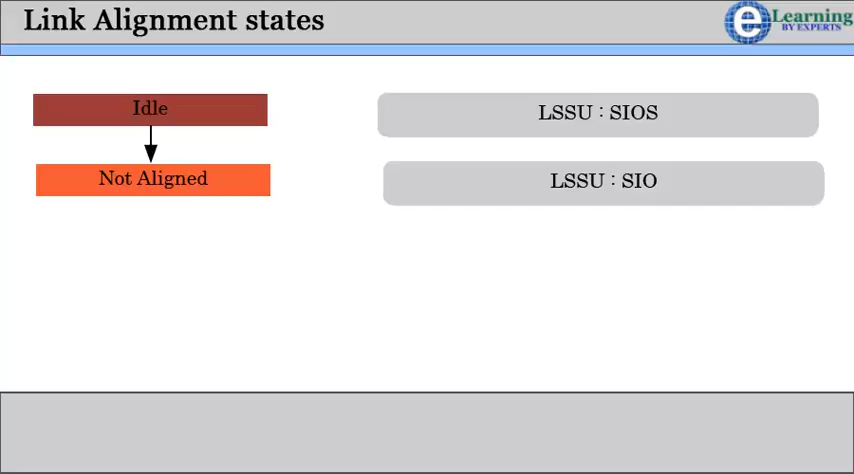 Link Alignment states
eLearning
BY EXPERTS
Idle
LSSU : SIOS
Not Aligned
LSSU : SIO